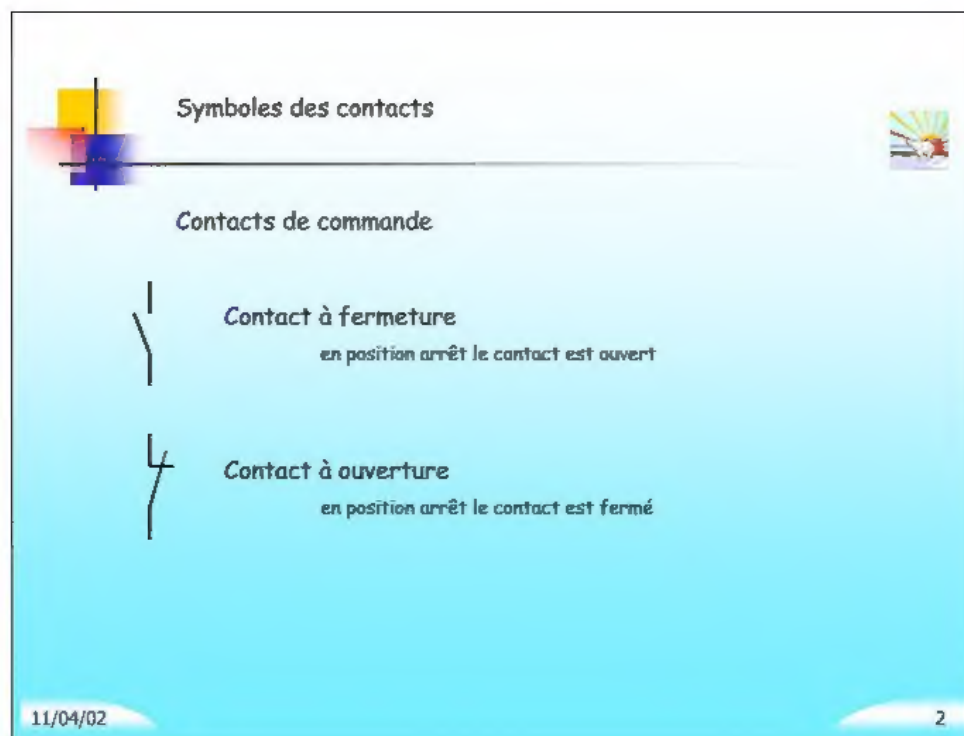 Symboles des contacts
Contacts de commande
Contact à fermeture
en position arrêt le contact est ouvert
Contact à ouverture
en position arrêt le contact est fermé
11/04/02
2